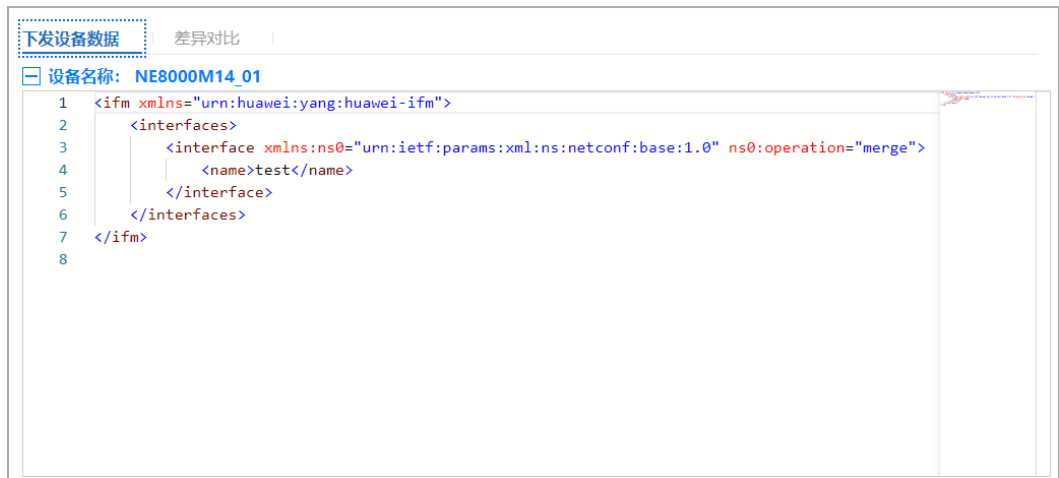 下发设备数据 差异对比
设备名称： NE8000M14_01
1 <ifm xmlns="urn:huawei:yang:huawei-ifm">
2 <interfaces>
3 <interface xmlns:ns0="urn:ietf:params:xml:ns:netconf:base:1.0" ns0:operation="merge">
4 <name>test</name>
5 </interface>
6 </interfaces>
7 </ifm>
8